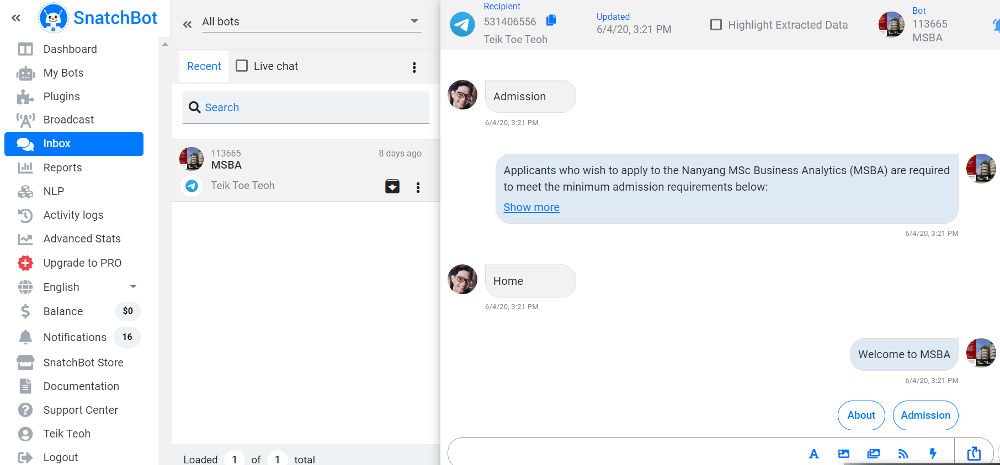 SnatchBot
Dashboard
My Bots
Plugins
Broadcast
Inbox
Reports
NLP
Activity logs
Advanced Stats
Upgrade to PRO
English
Balance $0
Notifications 16
SnatchBot Store
Documentation
Support Center
Teik Teoh
Logout
All bots
Recent Live chat
Search
113665 8 days ago
MSBA
Teik Toe Teoh
Loaded 1 of 1 total
Recipient
531406556
Teik Toe Teoh
Updated
6/4/20, 3:21 PM
Highlight Extracted Data
Bot
113665
MSBA
Admission
6/4/20, 3:21 PM
Applicants who wish to apply to the Nanyang MSc Business Analytics (MSBA) are required
to meet the minimum admission requirements below:
Show more
6/4/20, 3:21 PM
Home
6/4/20, 3:21 PM
Welcome to MSBA
6/4/20, 3:21 PM
About Admission
A